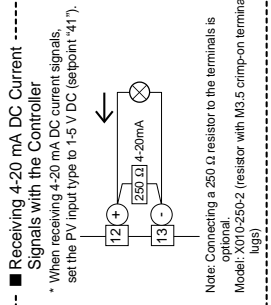 ■ Receiving 4-20 mA DC Current
Signals with the Controller
* When receiving 4-20 mA DC current signals,
set the PV input type to 1-5 V DC (setpoint "41").
12 +
250 Ω 4-20mA
13 -
Note: Connecting a 250 Ω resistor to the terminals is
optional.
Model: X010-250-2 (resistor with M3.5 crimp-on termina
lugs)